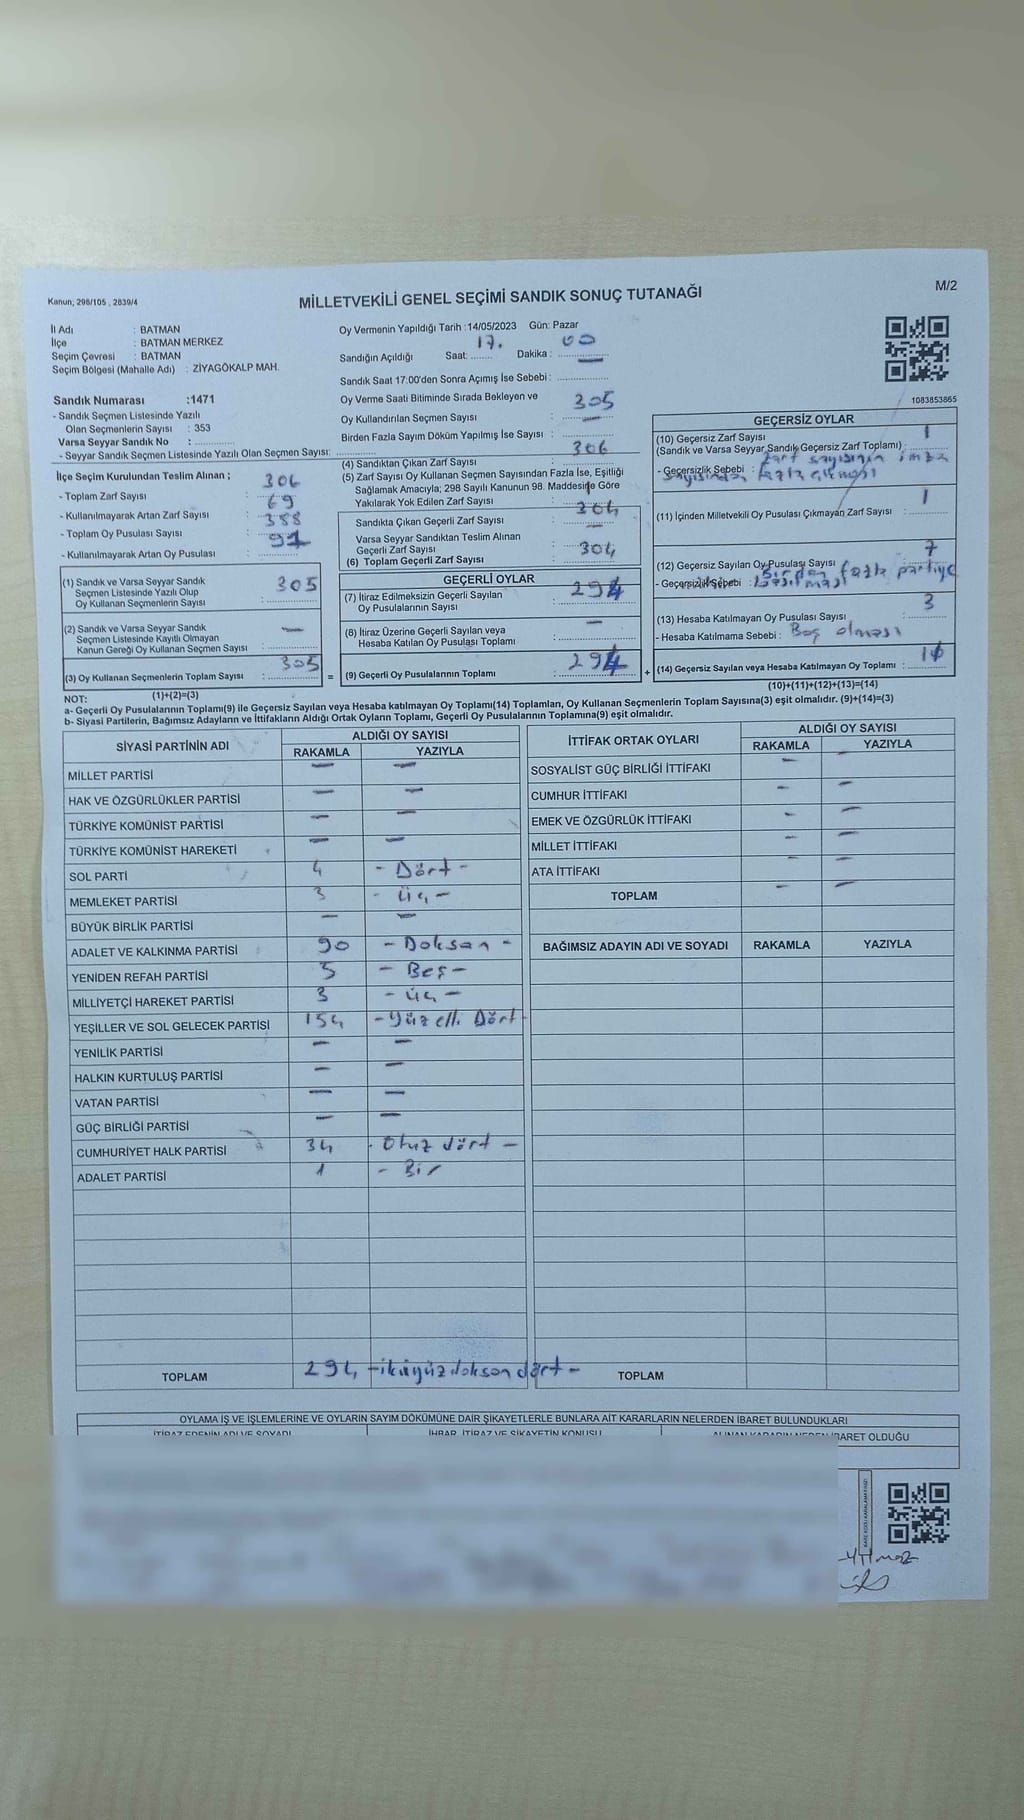 Kanun; 298/105 , 2839/4
MİLLETVEKİLİ GENEL SEÇİMİ SANDIK SONUÇ TUTANAĞI
M/2
İl Adı : BATMAN
İlçe : BATMAN MERKEZ
Seçim Çevresi : BATMAN
Seçim Bölgesi (Mahalle Adı) : ZİYAGÖKALP MAH.
Sandık Numarası :1471
- Sandık Seçmen Listesinde Yazılı
Olan Seçmenlerin Sayısı : 353
Varsa Seyyar Sandık No :
- Seyyar Sandık Seçmen Listesinde Yazılı Olan Seçmen Sayısı:
Oy Vermenin Yapıldığı Tarih :14/05/2023 Gün: Pazar
Sandığın Açıldığı Saat: 17. Dakika : 00
Sandık Saat 17:00'den Sonra Açımış İse Sebebi :
Oy Verme Saati Bitiminde Sırada Bekleyen ve
Oy Kullandırılan Seçmen Sayısı : 305
Birden Fazla Sayım Döküm Yapılmış İse Sayısı : —
1083853865
İlçe Seçim Kurulundan Teslim Alınan ;
- Toplam Zarf Sayısı : 306
- Kullanılmayarak Artan Zarf Sayısı : 69
- Toplam Oy Pusulası Sayısı : 388
- Kullanılmayarak Artan Oy Pusulası :
(4) Sandıktan Çıkan Zarf Sayısı : 306
(5) Zarf Sayısı Oy Kullanan Seçmen Sayısından Fazla İse, Eşitliği
Sağlamak Amacıyla; 298 Sayılı Kanunun 98. Maddesine Göre
Yakılarak Yok Edilen Zarf Sayısı : 1
Sandıkta Çıkan Geçerli Zarf Sayısı : 304
Varsa Seyyar Sandıktan Teslim Alınan
Geçerli Zarf Sayısı : —
(6) Toplam Geçerli Zarf Sayısı : 304
GEÇERSİZ OYLAR
(10) Geçersiz Zarf Sayısı
(Sandık ve Varsa Seyyar Sandık Geçersiz Zarf Toplamı) : 1
- Geçersizlik Sebebi : Zarf sayısının imza
sayısından fazla çıkması
(11) İçinden Milletvekili Oy Pusulası Çıkmayan Zarf Sayısı : 1
(12) Geçersiz Sayılan Oy Pusulası Sayısı : 7
- Geçersizlik Sebebi : Birden fazla partiye
basılması
(13) Hesaba Katılmayan Oy Pusulası Sayısı : 3
- Hesaba Katılmama Sebebi : Boş olması
(14) Geçersiz Sayılan veya Hesaba Katılmayan Oy Toplamı :
(10)+(11)+(12)+(13)=(14)
(1) Sandık ve Varsa Seyyar Sandık
Seçmen Listesinde Yazılı Olup
Oy Kullanan Seçmenlerin Sayısı : 305
(2) Sandık ve Varsa Seyyar Sandık
Seçmen Listesinde Kayıtlı Olmayan
Kanun Gereği Oy Kullanan Seçmen Sayısı : —
(3) Oy Kullanan Seçmenlerin Toplam Sayısı : 305
(1)+(2)=(3)
=
GEÇERLİ OYLAR
(7) İtiraz Edilmeksizin Geçerli Sayılan
Oy Pusulalarının Sayısı : 294
(8) İtiraz Üzerine Geçerli Sayılan veya
Hesaba Katılan Oy Pusulası Toplamı : —
(9) Geçerli Oy Pusulalarının Toplamı : 294
+
NOT:
a- Geçerli Oy Pusulalarının Toplamı(9) ile Geçersiz Sayılan veya Hesaba katılmayan Oy Toplamı(14) Toplamları, Oy Kullanan Seçmenlerin Toplam Sayısına(3) eşit olmalıdır. (9)+(14)=(3)
b- Siyasi Partilerin, Bağımsız Adayların ve İttifakların Aldığı Ortak Oyların Toplamı, Geçerli Oy Pusulalarının Toplamına(9) eşit olmalıdır.
SİYASİ PARTİNİN ADI ALDIĞI OY SAYISI
RAKAMLA YAZIYLA
MİLLET PARTİSİ — —
HAK VE ÖZGÜRLÜKLER PARTİSİ — —
TÜRKİYE KOMÜNİST PARTİSİ — —
TÜRKİYE KOMÜNİST HAREKETİ — —
SOL PARTİ 4 - Dört -
MEMLEKET PARTİSİ 3 - üç -
BÜYÜK BİRLİK PARTİSİ — —
ADALET VE KALKINMA PARTİSİ 90 - Doksan -
YENİDEN REFAH PARTİSİ 5 - Beş -
MİLLİYETÇİ HAREKET PARTİSİ 3 - üç -
YEŞİLLER VE SOL GELECEK PARTİSİ 154 - Yüz elli Dört -
YENİLİK PARTİSİ — —
HALKIN KURTULUŞ PARTİSİ — —
VATAN PARTİSİ — —
GÜÇ BİRLİĞİ PARTİSİ — —
CUMHURİYET HALK PARTİSİ 34 - Otuz dört -
ADALET PARTİSİ 1 - Bir
TOPLAM 294 - ikiyüzdoksan dört -
İTTİFAK ORTAK OYLARI ALDIĞI OY SAYISI
RAKAMLA YAZIYLA
SOSYALİST GÜÇ BİRLİĞİ İTTİFAKI — —
CUMHUR İTTİFAKI — —
EMEK VE ÖZGÜRLÜK İTTİFAKI — —
MİLLET İTTİFAKI — —
ATA İTTİFAKI — —
TOPLAM — —
BAĞIMSIZ ADAYIN ADI VE SOYADI RAKAMLA YAZIYLA
TOPLAM
OYLAMA İŞ VE İŞLEMLERİNE VE OYLARIN SAYIM DÖKÜMÜNE DAİR ŞİKAYETLERLE BUNLARA AİT KARARLARIN NELERDEN İBARET BULUNDUKLARI
İTİRAZ EDENİN ADI VE SOYADI İHBAR, İTİRAZ VE ŞİKAYETİN KONUSU ALINAN KARARIN NEDEN İBARET OLDUĞU